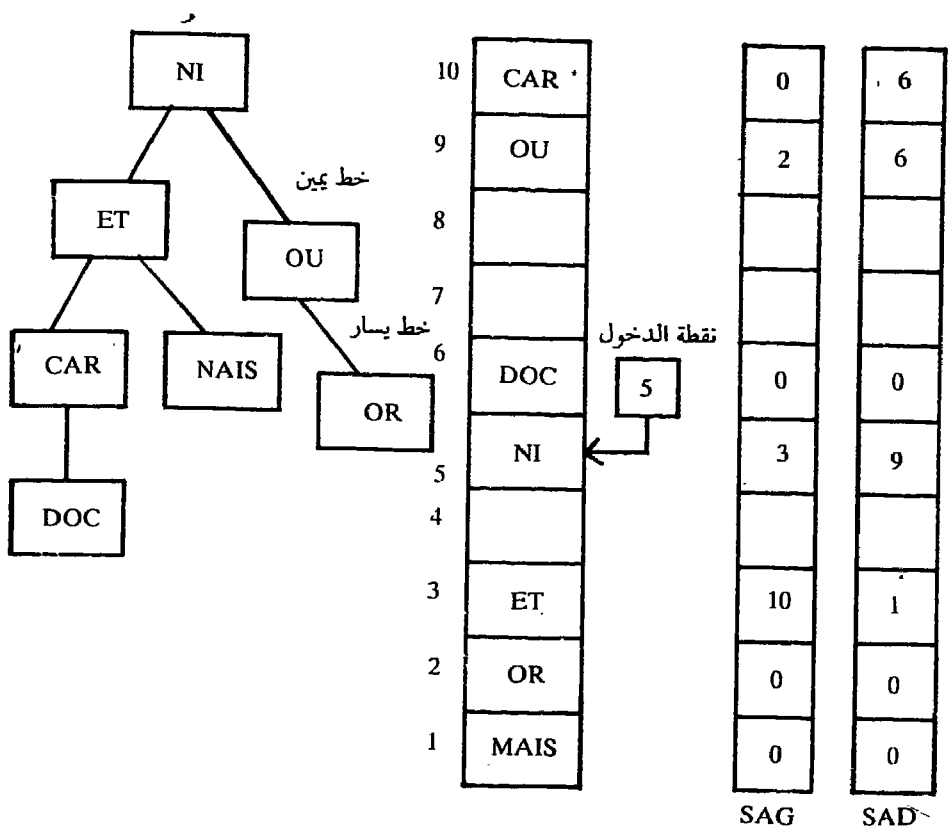 NI
خط يمين
ET
OU
خط يسار
CAR
NAIS
OR
DOC
10 CAR 0 6
9 OU 2 6
8
7
نقطة الدخول
6 DOC 5 0 0
5 NI 3 9
4
3 ET 10 1
2 OR 0 0
1 MAIS 0 0
SAG SAD